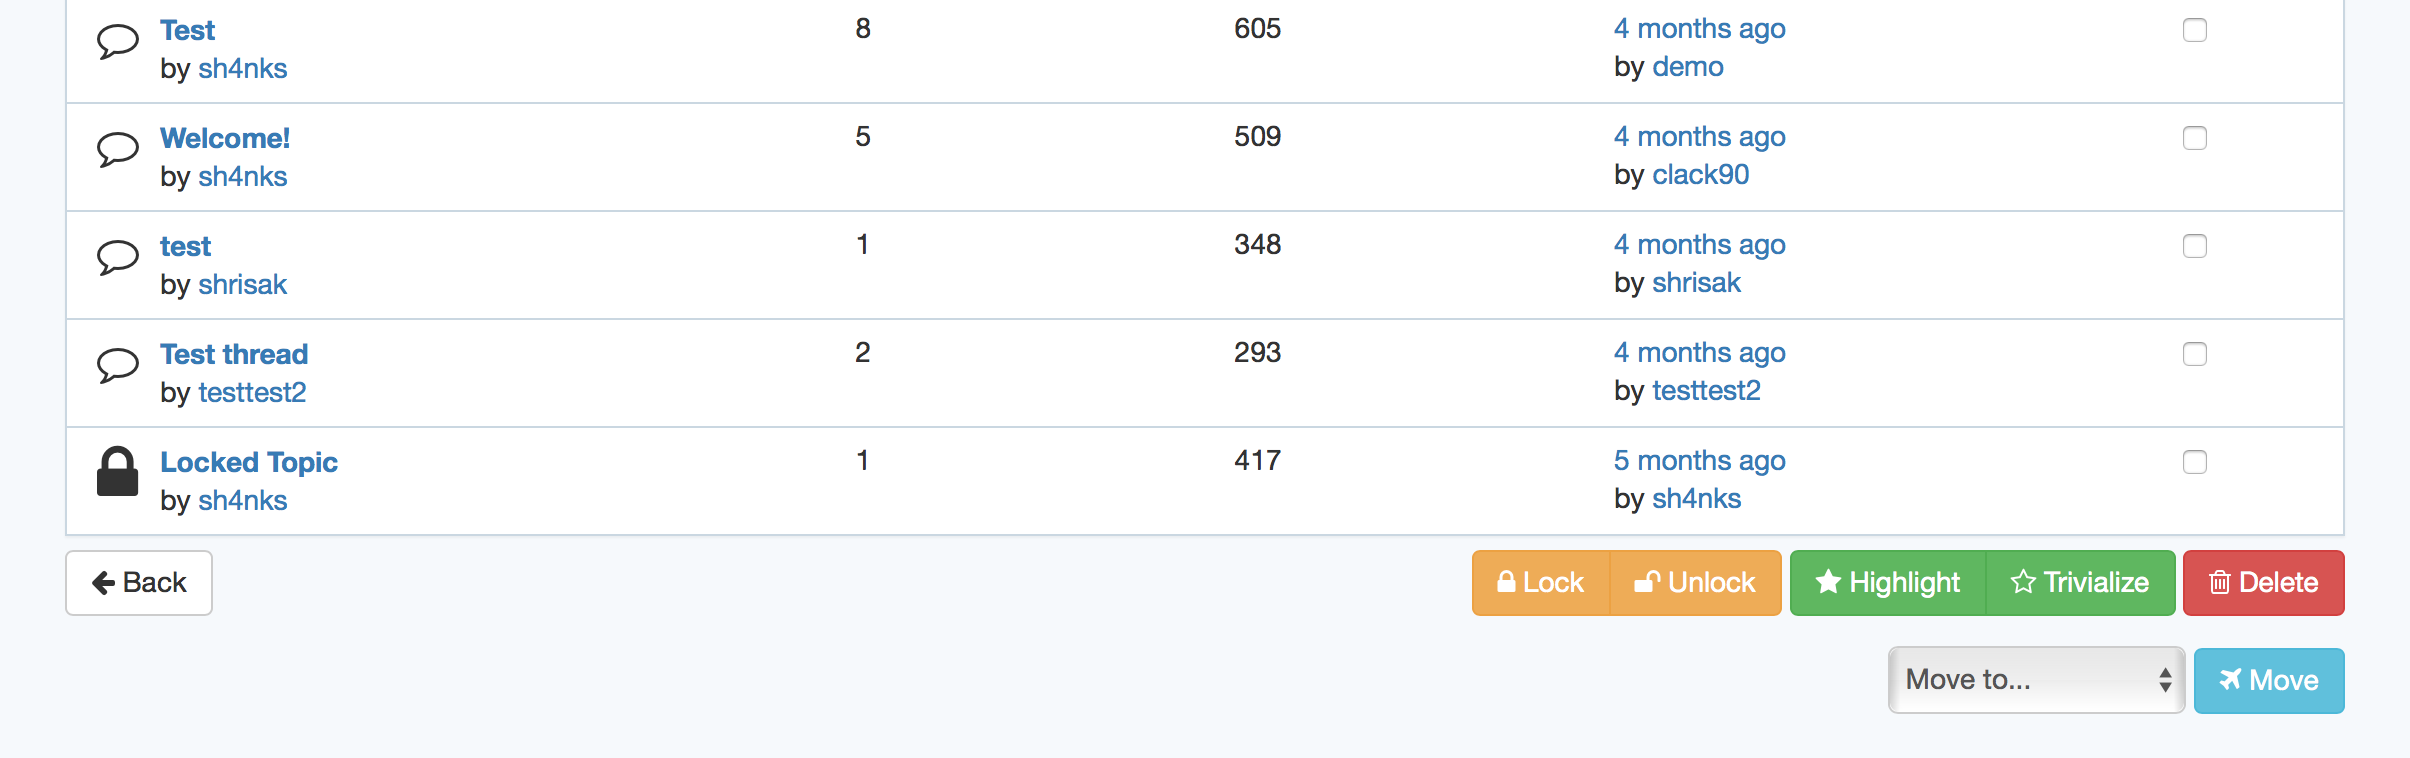 Test 8 605 4 months ago
by sh4nks by demo
Welcome! 5 509 4 months ago
by sh4nks by clack90
test 1 348 4 months ago
by shrisak by shrisak
Test thread 2 293 4 months ago
by testtest2 by testtest2
Locked Topic 1 417 5 months ago
by sh4nks by sh4nks
Back Lock Unlock Highlight Trivialize Delete
Move to... Move